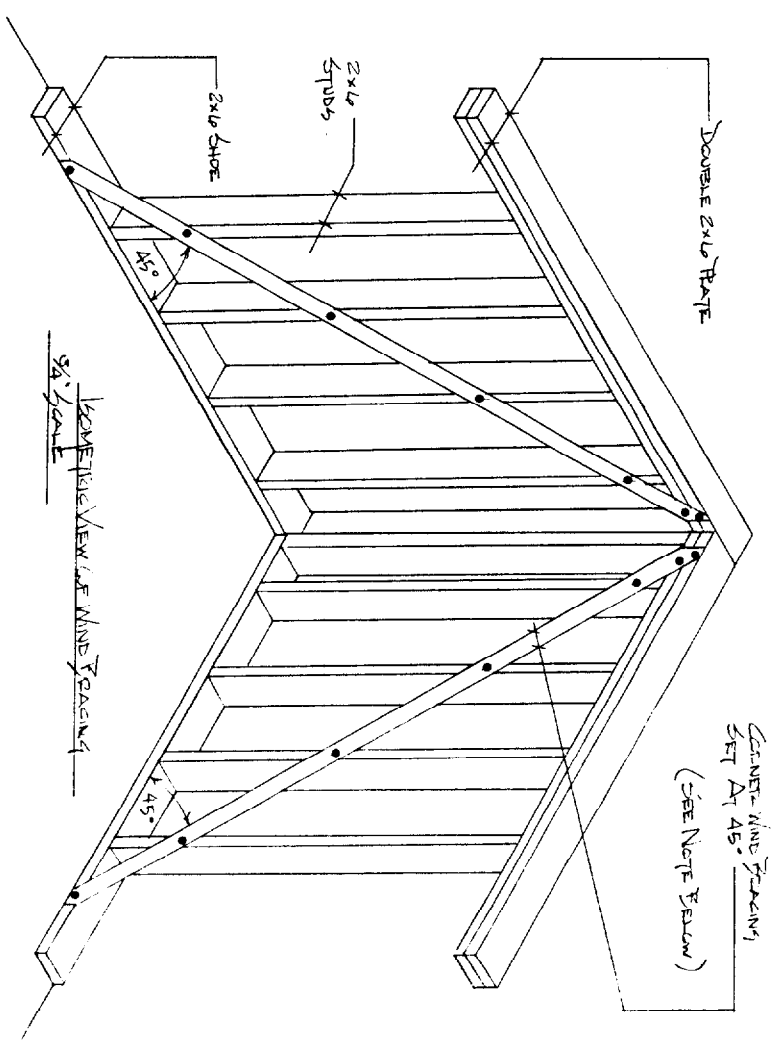 DOUBLE 2x6 PLATE
2x6
STUDS
2x6 SHOE
45°
45°
CORNER WIND BRACING
SET AT 45°
(SEE NOTE BELOW)
ISOMETRIC VIEW OF WIND BRACING
3/4" SCALE